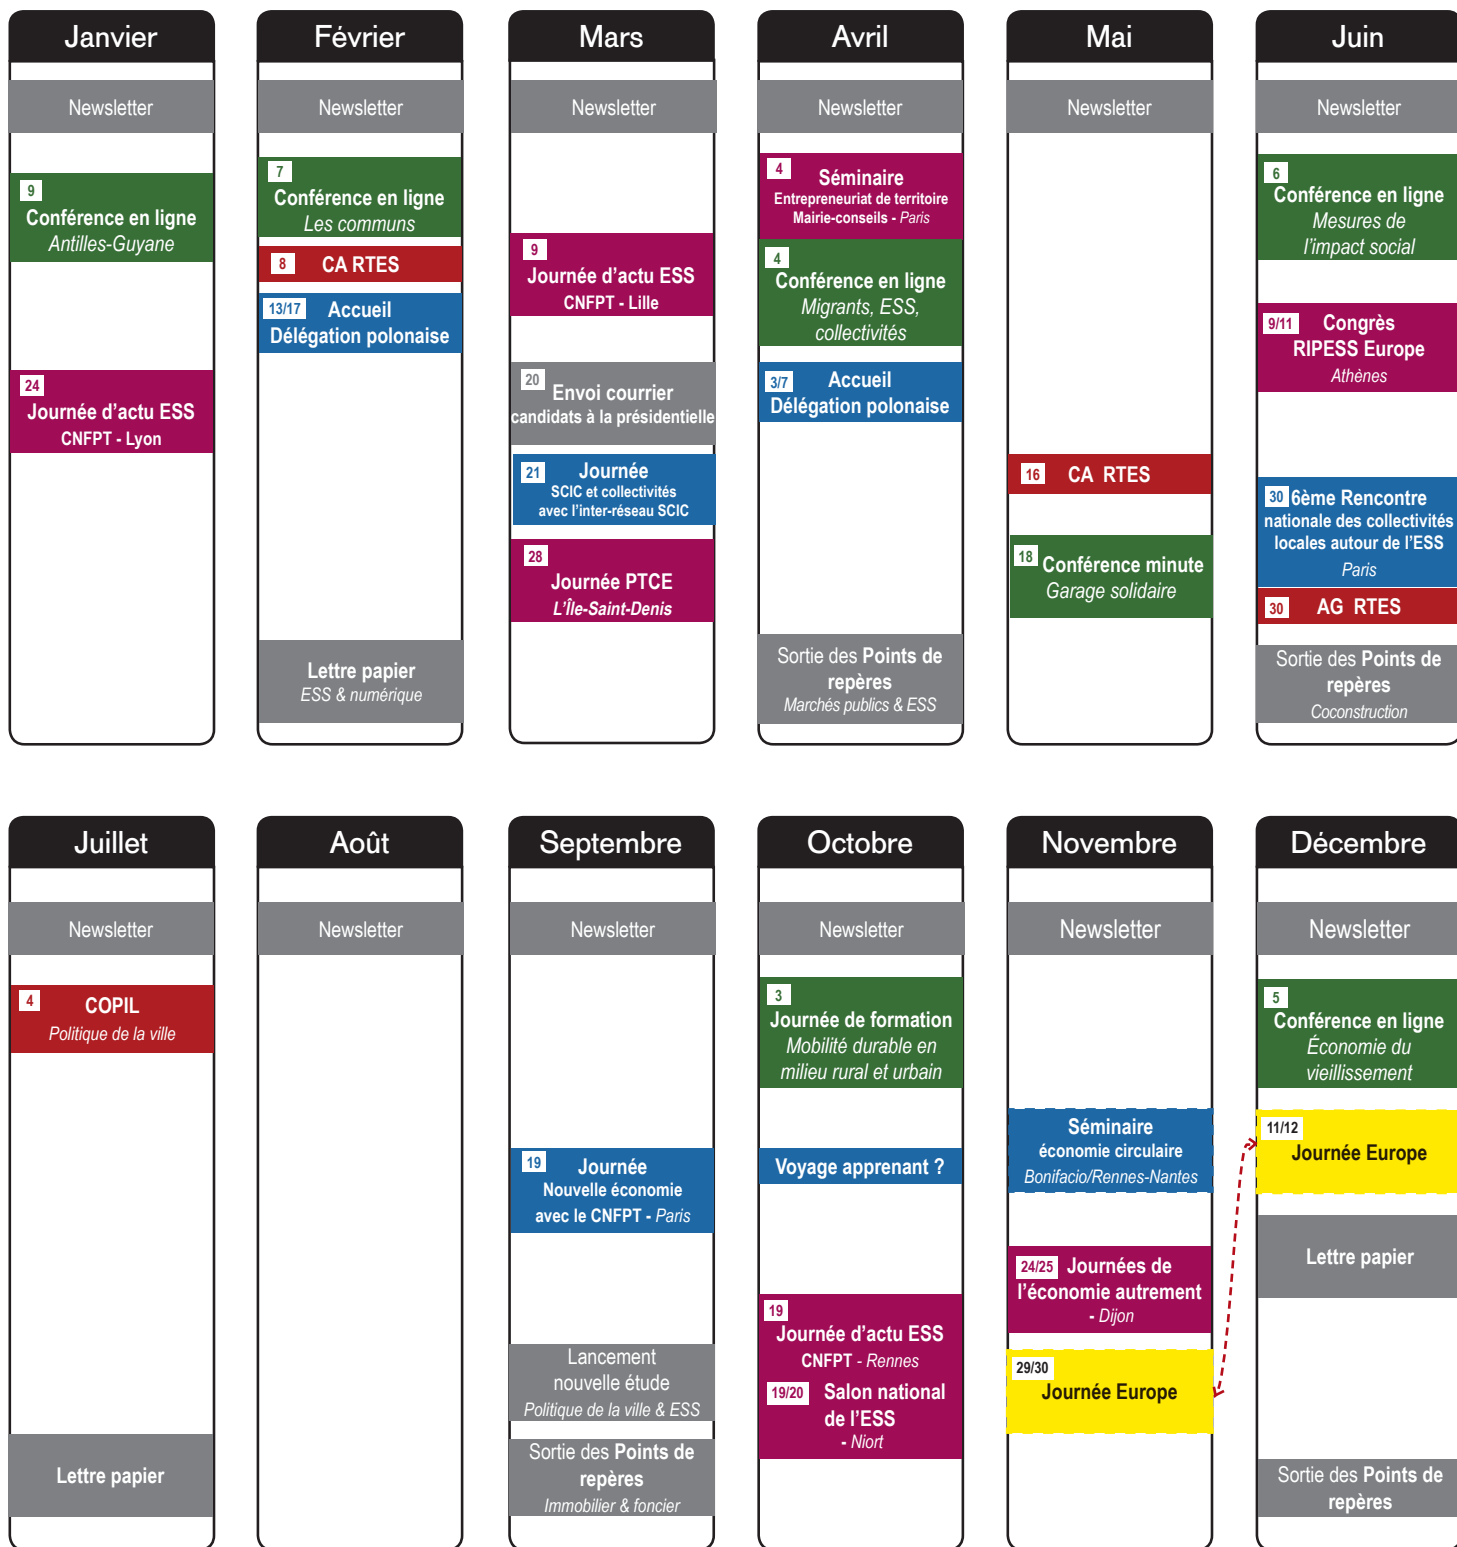 Janvier
Newsletter
9
Conférence en ligne
Antilles-Guyane
24
Journée d'actu ESS
CNFPT - Lyon
Février
Newsletter
7
Conférence en ligne
Les communs
8 CA RTES
13/17 Accueil
Délégation polonaise
Lettre papier
ESS & numérique
Mars
Newsletter
9
Journée d'actu ESS
CNFPT - Lille
20
Envoi courrier
candidats à la présidentielle
21 Journée
SCIC et collectivités
avec l'inter-réseau SCIC
28
Journée PTCE
L'Île-Saint-Denis
Avril
Newsletter
4
Séminaire
Entrepreneuriat de territoire
Mairie-conseils - Paris
4
Conférence en ligne
Migrants, ESS,
collectivités
3/7 Accueil
Délégation polonaise
Sortie des Points de
repères
Marchés publics & ESS
Mai
Newsletter
16 CA RTES
18 Conférence minute
Garage solidaire
Juin
Newsletter
6
Conférence en ligne
Mesures de
l'impact social
9/11 Congrès
RIPESS Europe
Athènes
30 6ème Rencontre
nationale des collectivités
locales autour de l'ESS
Paris
30 AG RTES
Sortie des Points de
repères
Coconstruction
Juillet
Newsletter
4 COPIL
Politique de la ville
Lettre papier
Août
Newsletter
Septembre
Newsletter
19 Journée
Nouvelle économie
avec le CNFPT - Paris
Lancement
nouvelle étude
Politique de la ville & ESS
Sortie des Points de
repères
Immobilier & foncier
Octobre
Newsletter
3
Journée de formation
Mobilité durable en
milieu rural et urbain
Voyage apprenant ?
19
Journée d'actu ESS
CNFPT - Rennes
19/20 Salon national
de l'ESS
- Niort
Novembre
Newsletter
Séminaire
économie circulaire
Bonifacio/Rennes-Nantes
24/25 Journées de
l'économie autrement
- Dijon
29/30
Journée Europe
Décembre
Newsletter
5
Conférence en ligne
Économie du
vieillissement
11/12
Journée Europe
Lettre papier
Sortie des Points de
repères